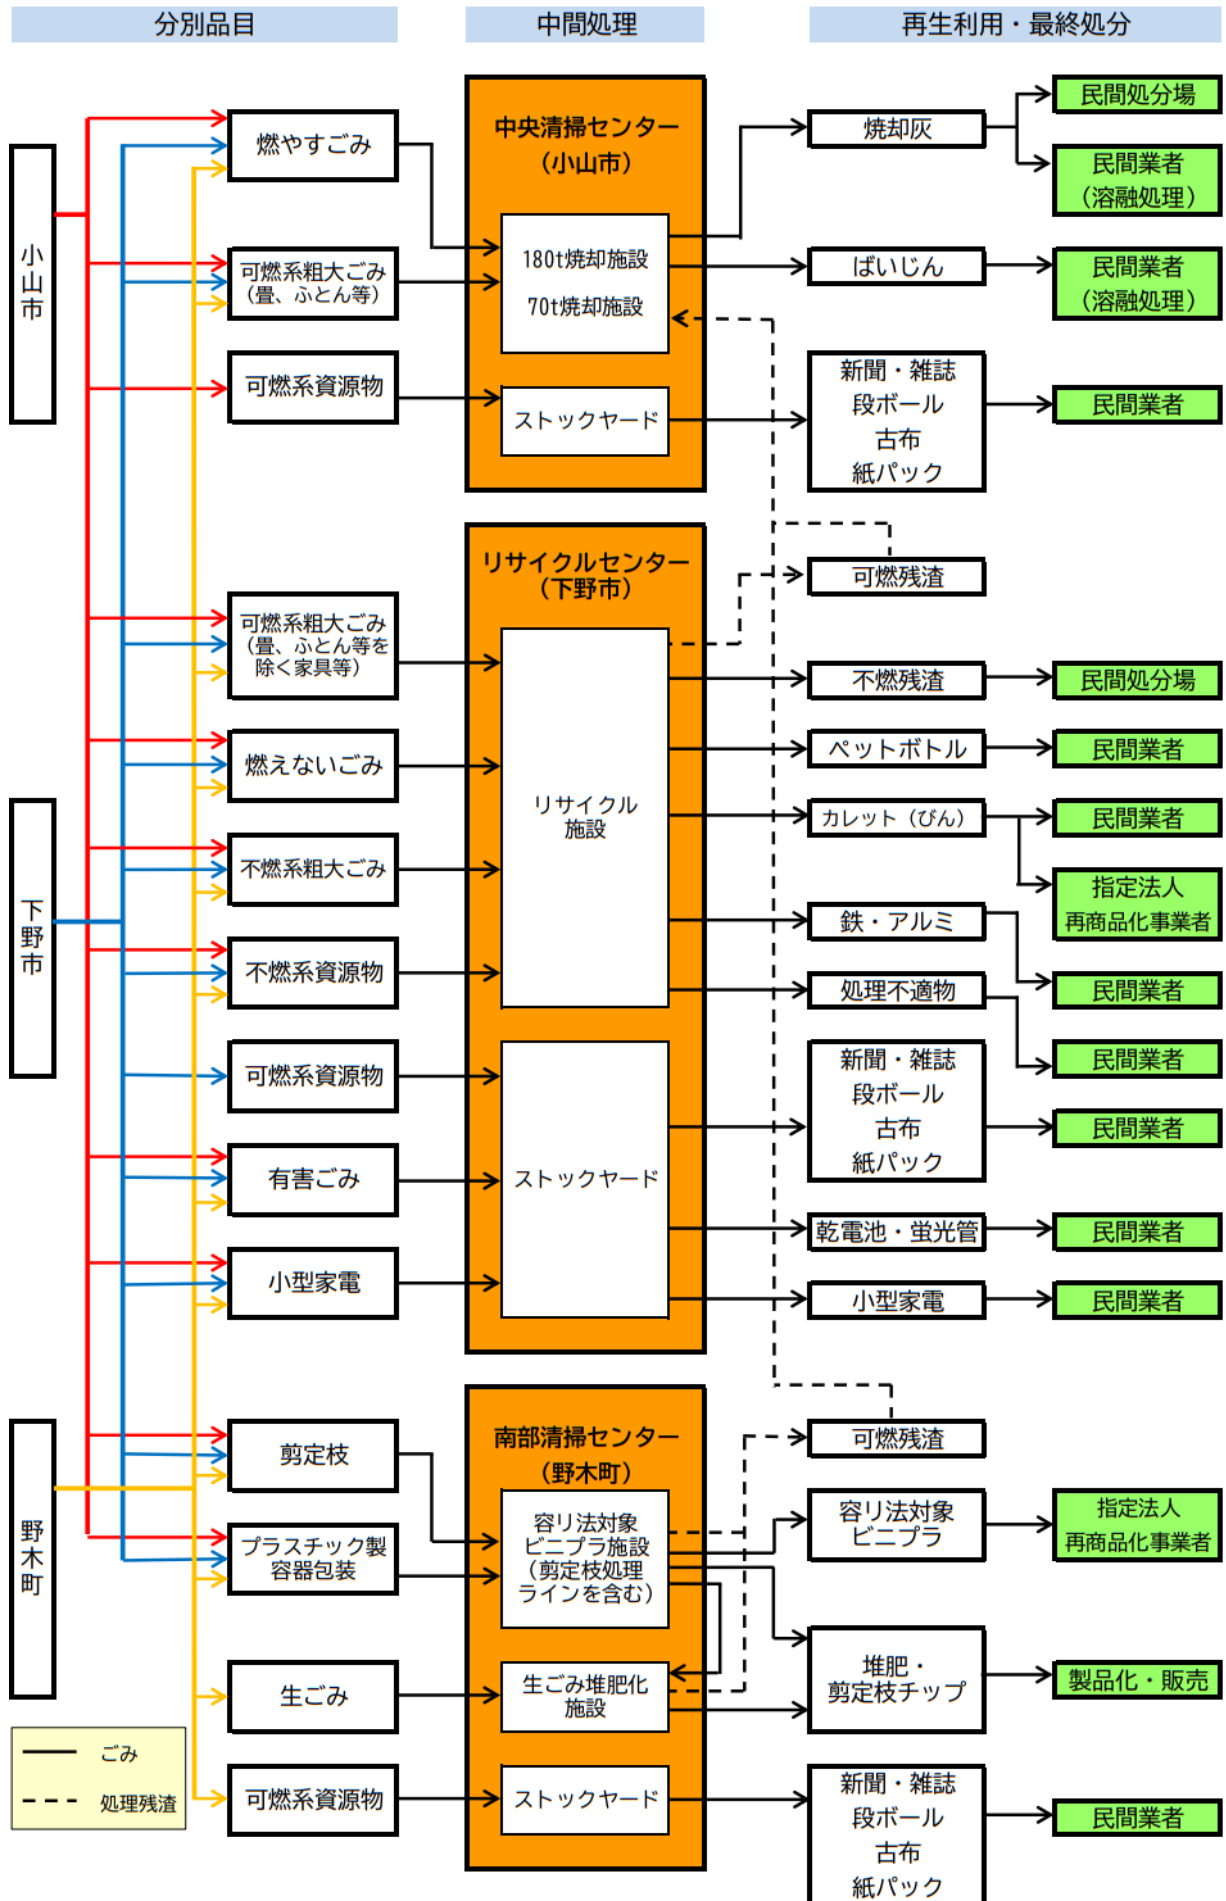 分別品目
中間処理
再生利用・最終処分
小山市
下野市
野木町
燃やすごみ
可燃系粗大ごみ
（畳、ふとん等）
可燃系資源物
中央清掃センター
（小山市）
180t焼却施設
70t焼却施設
ストックヤード
焼却灰
民間処分場
民間業者
（溶融処理）
ばいじん
民間業者
（溶融処理）
新聞・雑誌
段ボール
古布
紙パック
民間業者
可燃系粗大ごみ
（畳、ふとん等を
除く家具等）
燃えないごみ
不燃系粗大ごみ
不燃系資源物
可燃系資源物
有害ごみ
小型家電
リサイクルセンター
（下野市）
リサイクル
施設
ストックヤード
可燃残渣
不燃残渣
民間処分場
ペットボトル
民間業者
カレット（びん）
民間業者
指定法人
再商品化事業者
鉄・アルミ
民間業者
処理不適物
民間業者
新聞・雑誌
段ボール
古布
紙パック
民間業者
乾電池・蛍光管
民間業者
小型家電
民間業者
剪定枝
プラスチック製
容器包装
生ごみ
可燃系資源物
南部清掃センター
（野木町）
容リ法対象
ビニプラ施設
（剪定枝処理
ラインを含む）
生ごみ堆肥化
施設
ストックヤード
可燃残渣
容リ法対象
ビニプラ
指定法人
再商品化事業者
堆肥・
剪定枝チップ
製品化・販売
新聞・雑誌
段ボール
古布
紙パック
民間業者
ごみ
処理残渣